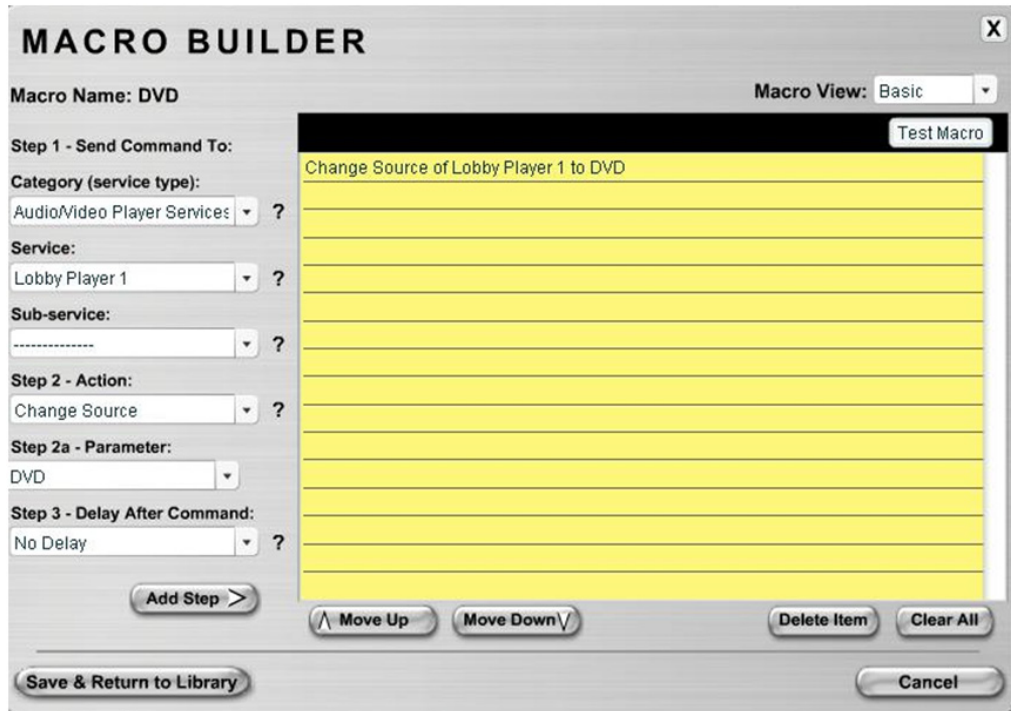 MACRO BUILDER
X
Macro Name: DVD
Macro View: Basic
Step 1 - Send Command To:
Test Macro
Category (service type):
Change Source of Lobby Player 1 to DVD
Audio/Video Player Services
?
Service:
Lobby Player 1
?
Sub-service:
--------------
?
Step 2 - Action:
Change Source
?
Step 2a - Parameter:
DVD
Step 3 - Delay After Command:
No Delay
?
Add Step >
Move Up
Move Down
Delete Item
Clear All
Save & Return to Library
Cancel